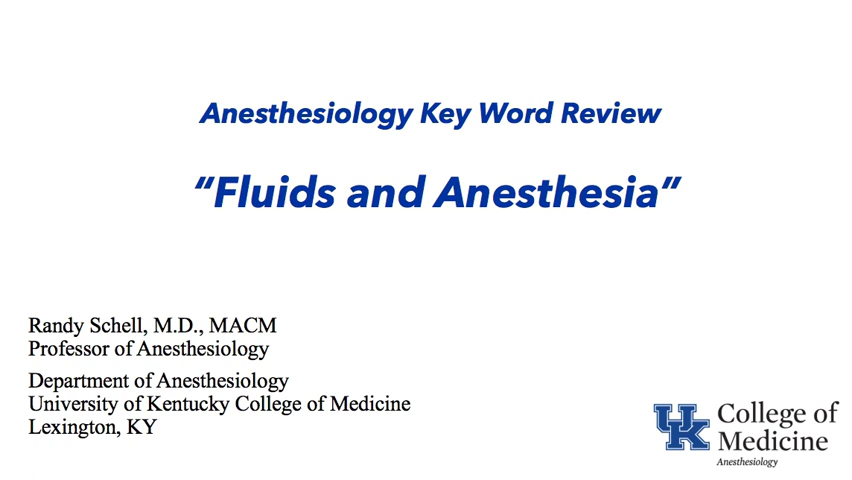 Anesthesiology Key Word Review
“Fluids and Anesthesia”
Randy Schell, M.D., MACM
Professor of Anesthesiology
Department of Anesthesiology
University of Kentucky College of Medicine
Lexington, KY
UK College of
Medicine
Anesthesiology